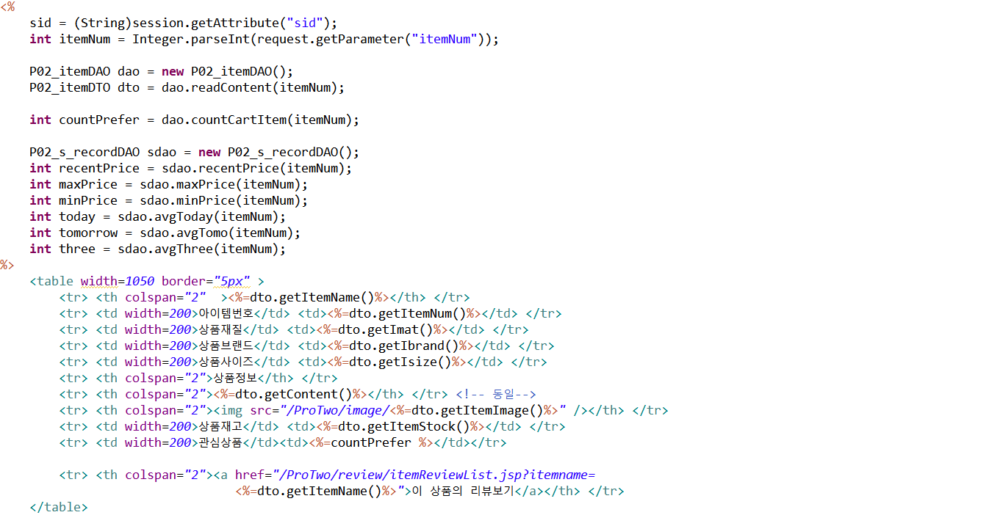 <%
sid = (String)session.getAttribute("sid");
int itemNum = Integer.parseInt(request.getParameter("itemNum"));
P02_itemDAO dao = new P02_itemDAO();
P02_itemDTO dto = dao.readContent(itemNum);
int countPrefer = dao.countCartItem(itemNum);
P02_s_recordDAO sdao = new P02_s_recordDAO();
int recentPrice = sdao.recentPrice(itemNum);
int maxPrice = sdao.maxPrice(itemNum);
int minPrice = sdao.minPrice(itemNum);
int today = sdao.avgToday(itemNum);
int tomorrow = sdao.avgTomo(itemNum);
int three = sdao.avgThree(itemNum);
%>
<table width=1050 border="5px" >
<tr> <th colspan="2"  ><%=dto.getItemName()%></th> </tr>
<tr> <td width=200>아이템번호</td> <td><%=dto.getItemNum()%></td> </tr>
<tr> <td width=200>상품재질</td> <td><%=dto.getImat()%></td> </tr>
<tr> <td width=200>상품브랜드</td> <td><%=dto.getIbrand()%></td> </tr>
<tr> <td width=200>상품사이즈</td> <td><%=dto.getIsize()%></td> </tr>
<tr> <th colspan="2">상품정보</th> </tr>
<tr> <th colspan="2"><%=dto.getContent()%></th> </tr> <!-- 동일-->
<tr> <th colspan="2"><img src="/ProTwo/image/<%=dto.getItemImage()%>" /></th> </tr>
<tr> <td width=200>상품재고</td> <td><%=dto.getItemStock()%></td> </tr>
<tr> <td width=200>관심상품</td><td><%=countPrefer %></td></tr>
<tr> <th colspan="2"><a href="/ProTwo/review/itemReviewList.jsp?itemname=
<%=dto.getItemName()%>">이 상품의 리뷰보기</a></th> </tr>
</table>